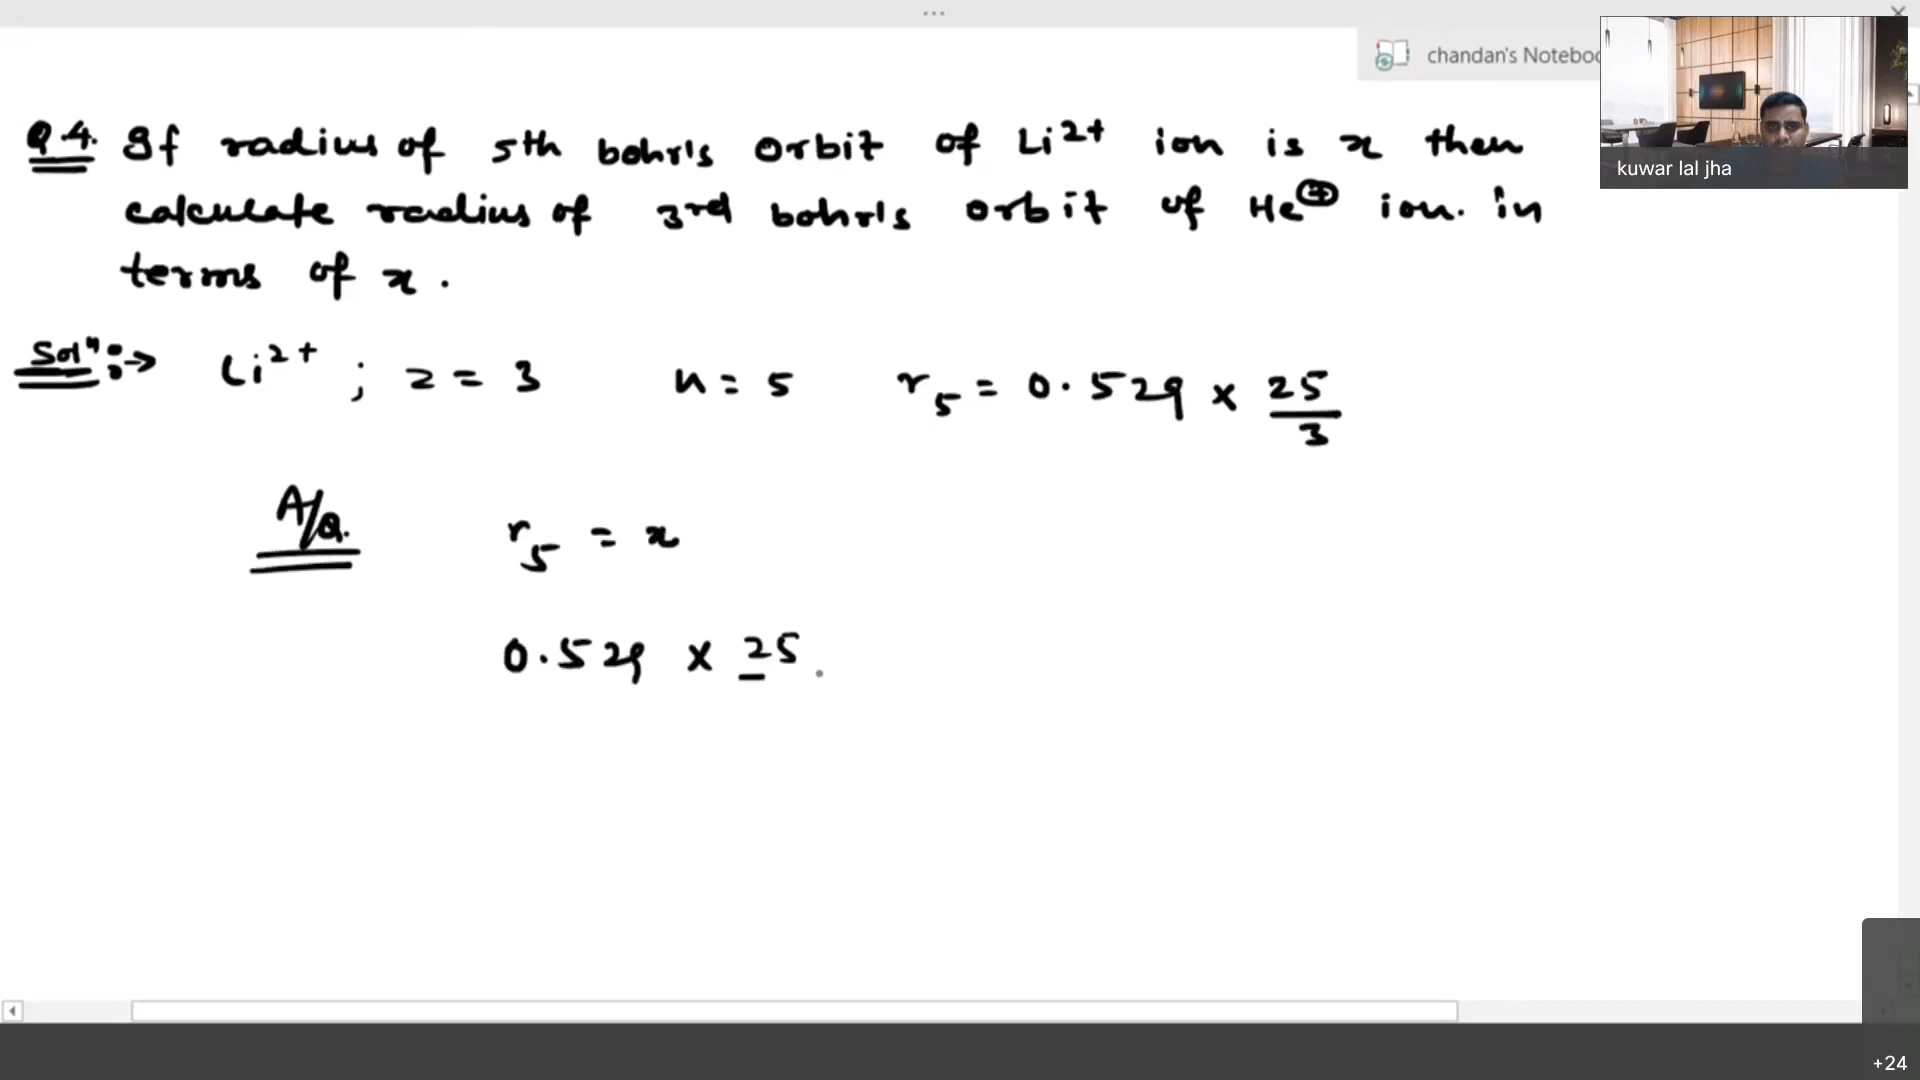 ...
chandan's Notebo
kuwar lal jha
Q4. If radius of 5th bohr's orbit of Li²⁺ ion is x then
calculate radius of 3rd bohr's orbit of He⊕ ion. in
terms of x.
Solⁿ:→ Li²⁺ ; z = 3 n = 5 r₅ = 0.529 × 25/3
A/Q. r₅ = x
0.529 × 25
+24